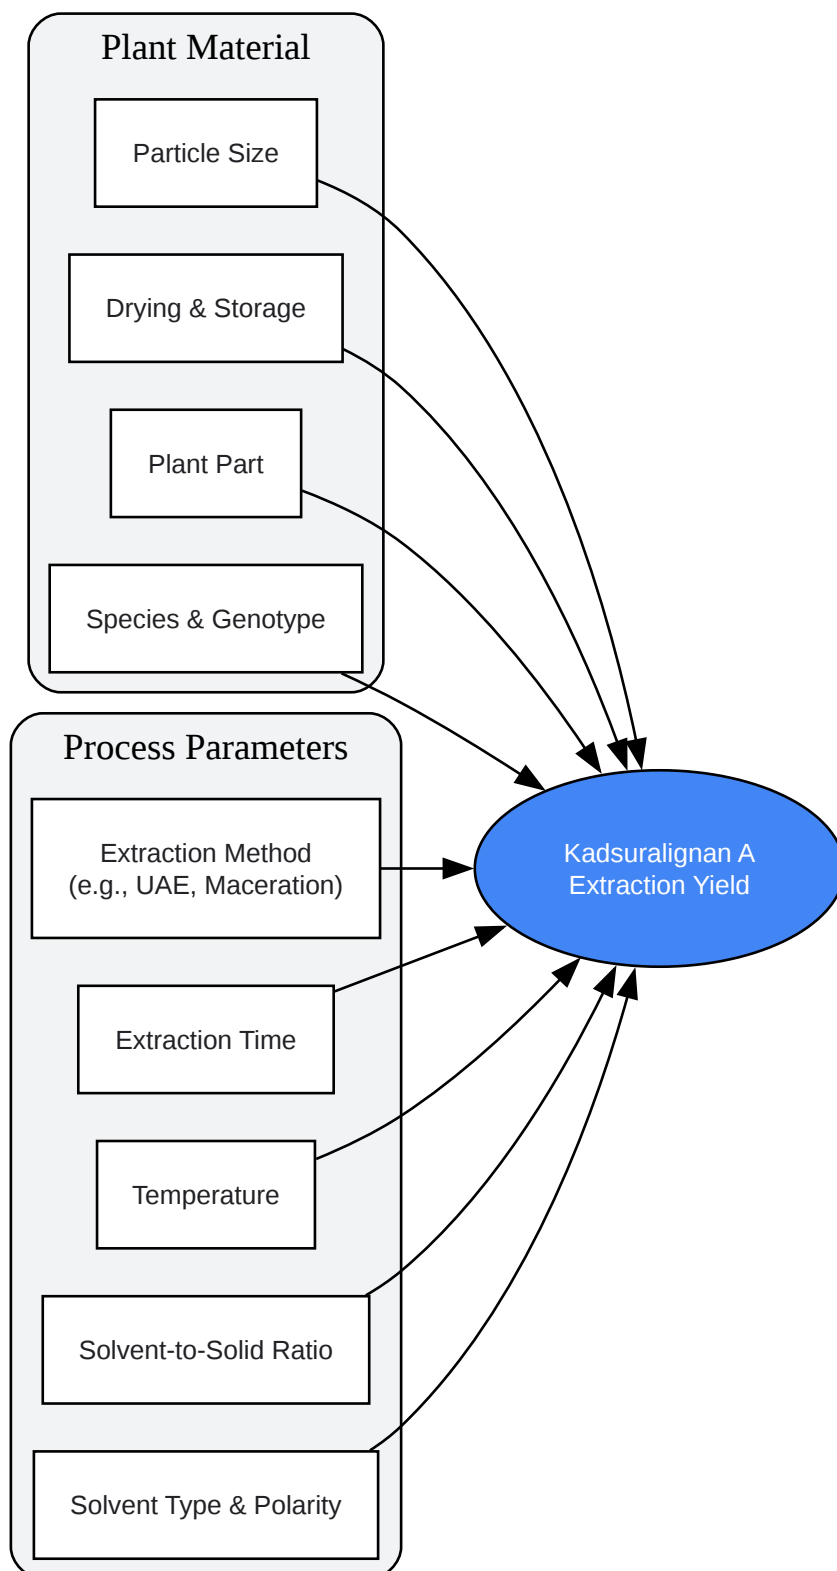 Plant Material
Particle Size
Drying & Storage
Plant Part
Species & Genotype
Process Parameters
Extraction Method
(e.g., UAE, Maceration)
Extraction Time
Temperature
Solvent-to-Solid Ratio
Solvent Type & Polarity
Kadsuralignan A
Extraction Yield